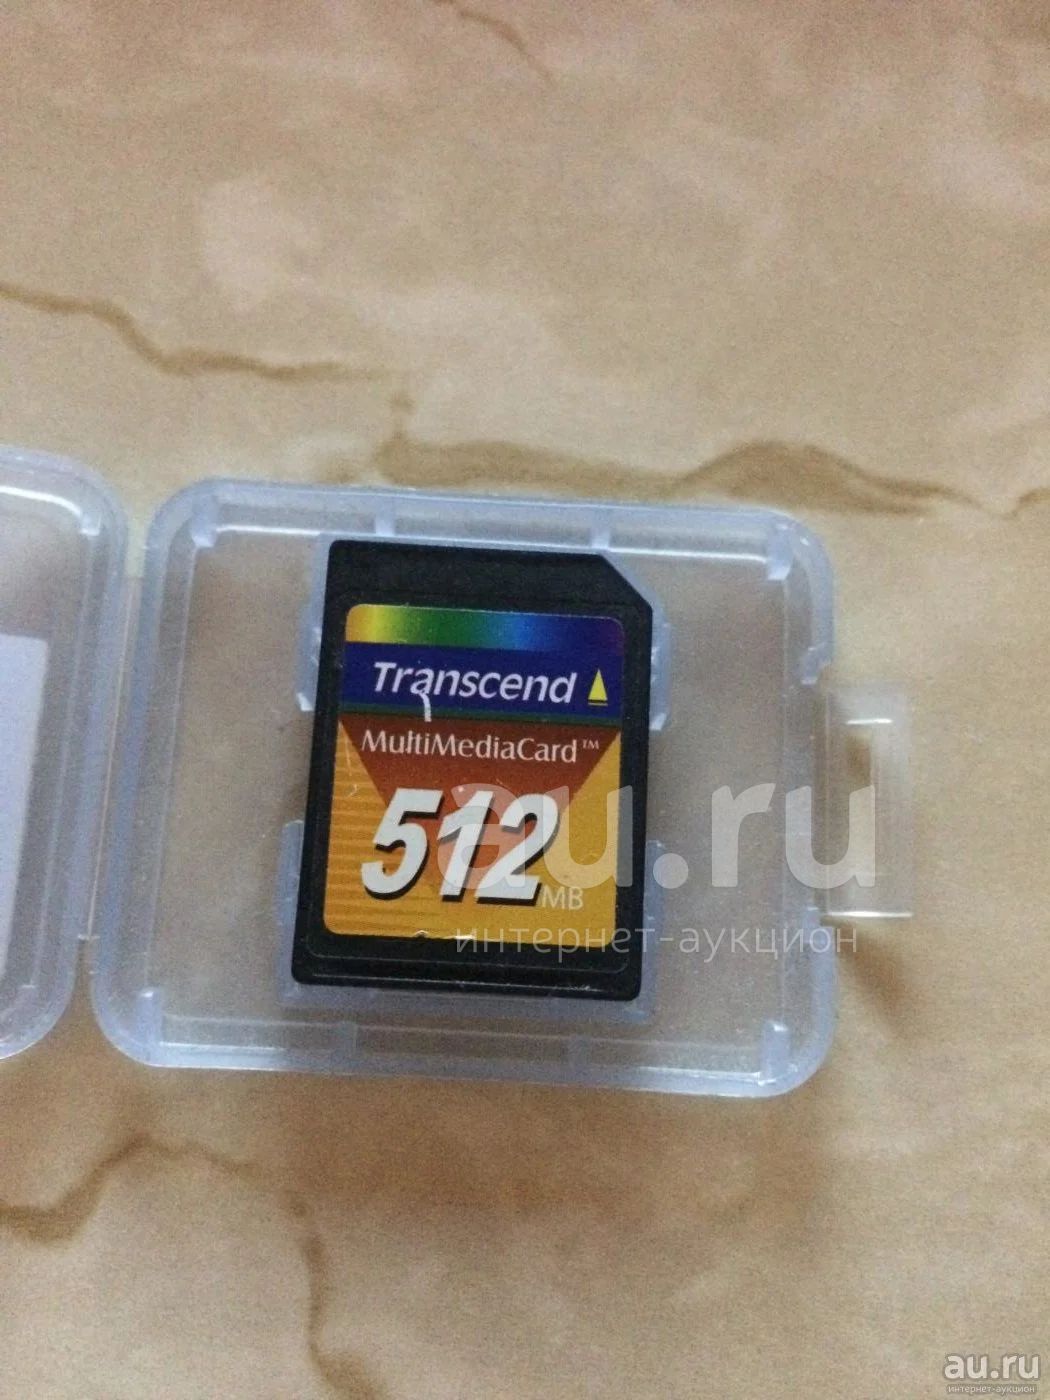 Transcend
MultiMediaCard™
512
MB
au.ru
интернет-аукцион
au.ru
интернет-аукцион